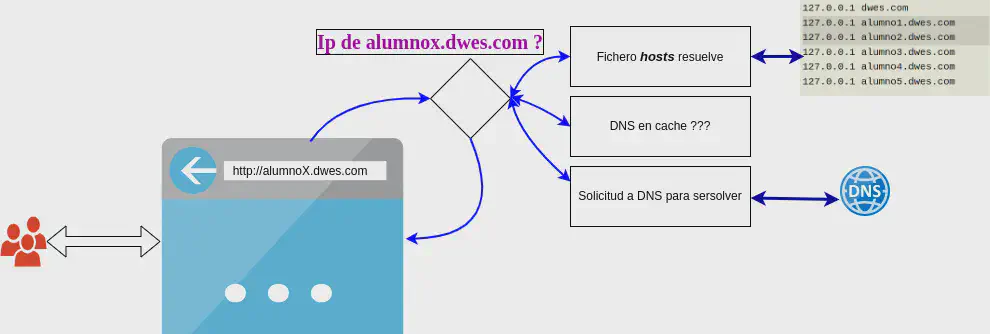 127.0.0.1 dwes.com
127.0.0.1 alumno1.dwes.com
127.0.0.1 alumno2.dwes.com
127.0.0.1 alumno3.dwes.com
127.0.0.1 alumno4.dwes.com
127.0.0.1 alumno5.dwes.com
Ip de alumnox.dwes.com ?
Fichero hosts resuelve
DNS en cache ???
Solicitud a DNS para sersolver
DNS
http://alumnoX.dwes.com